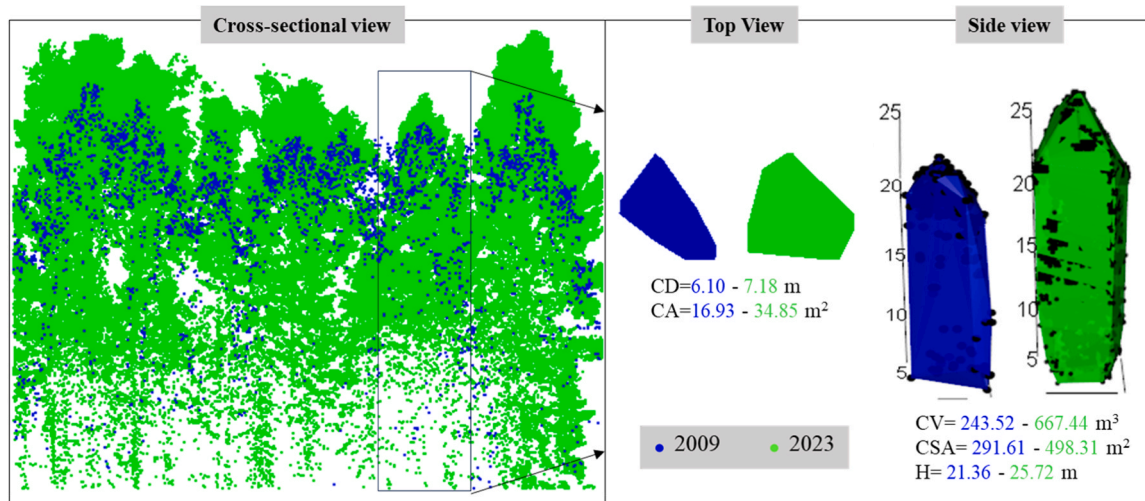 Cross-sectional view
Top View
Side view
25
20
15
10
5
25
20
15
10
5
CD=6.10 - 7.18 m
CA=16.93 - 34.85 m²
2009
2023
CV= 243.52 - 667.44 m³
CSA= 291.61 - 498.31 m²
H= 21.36 - 25.72 m